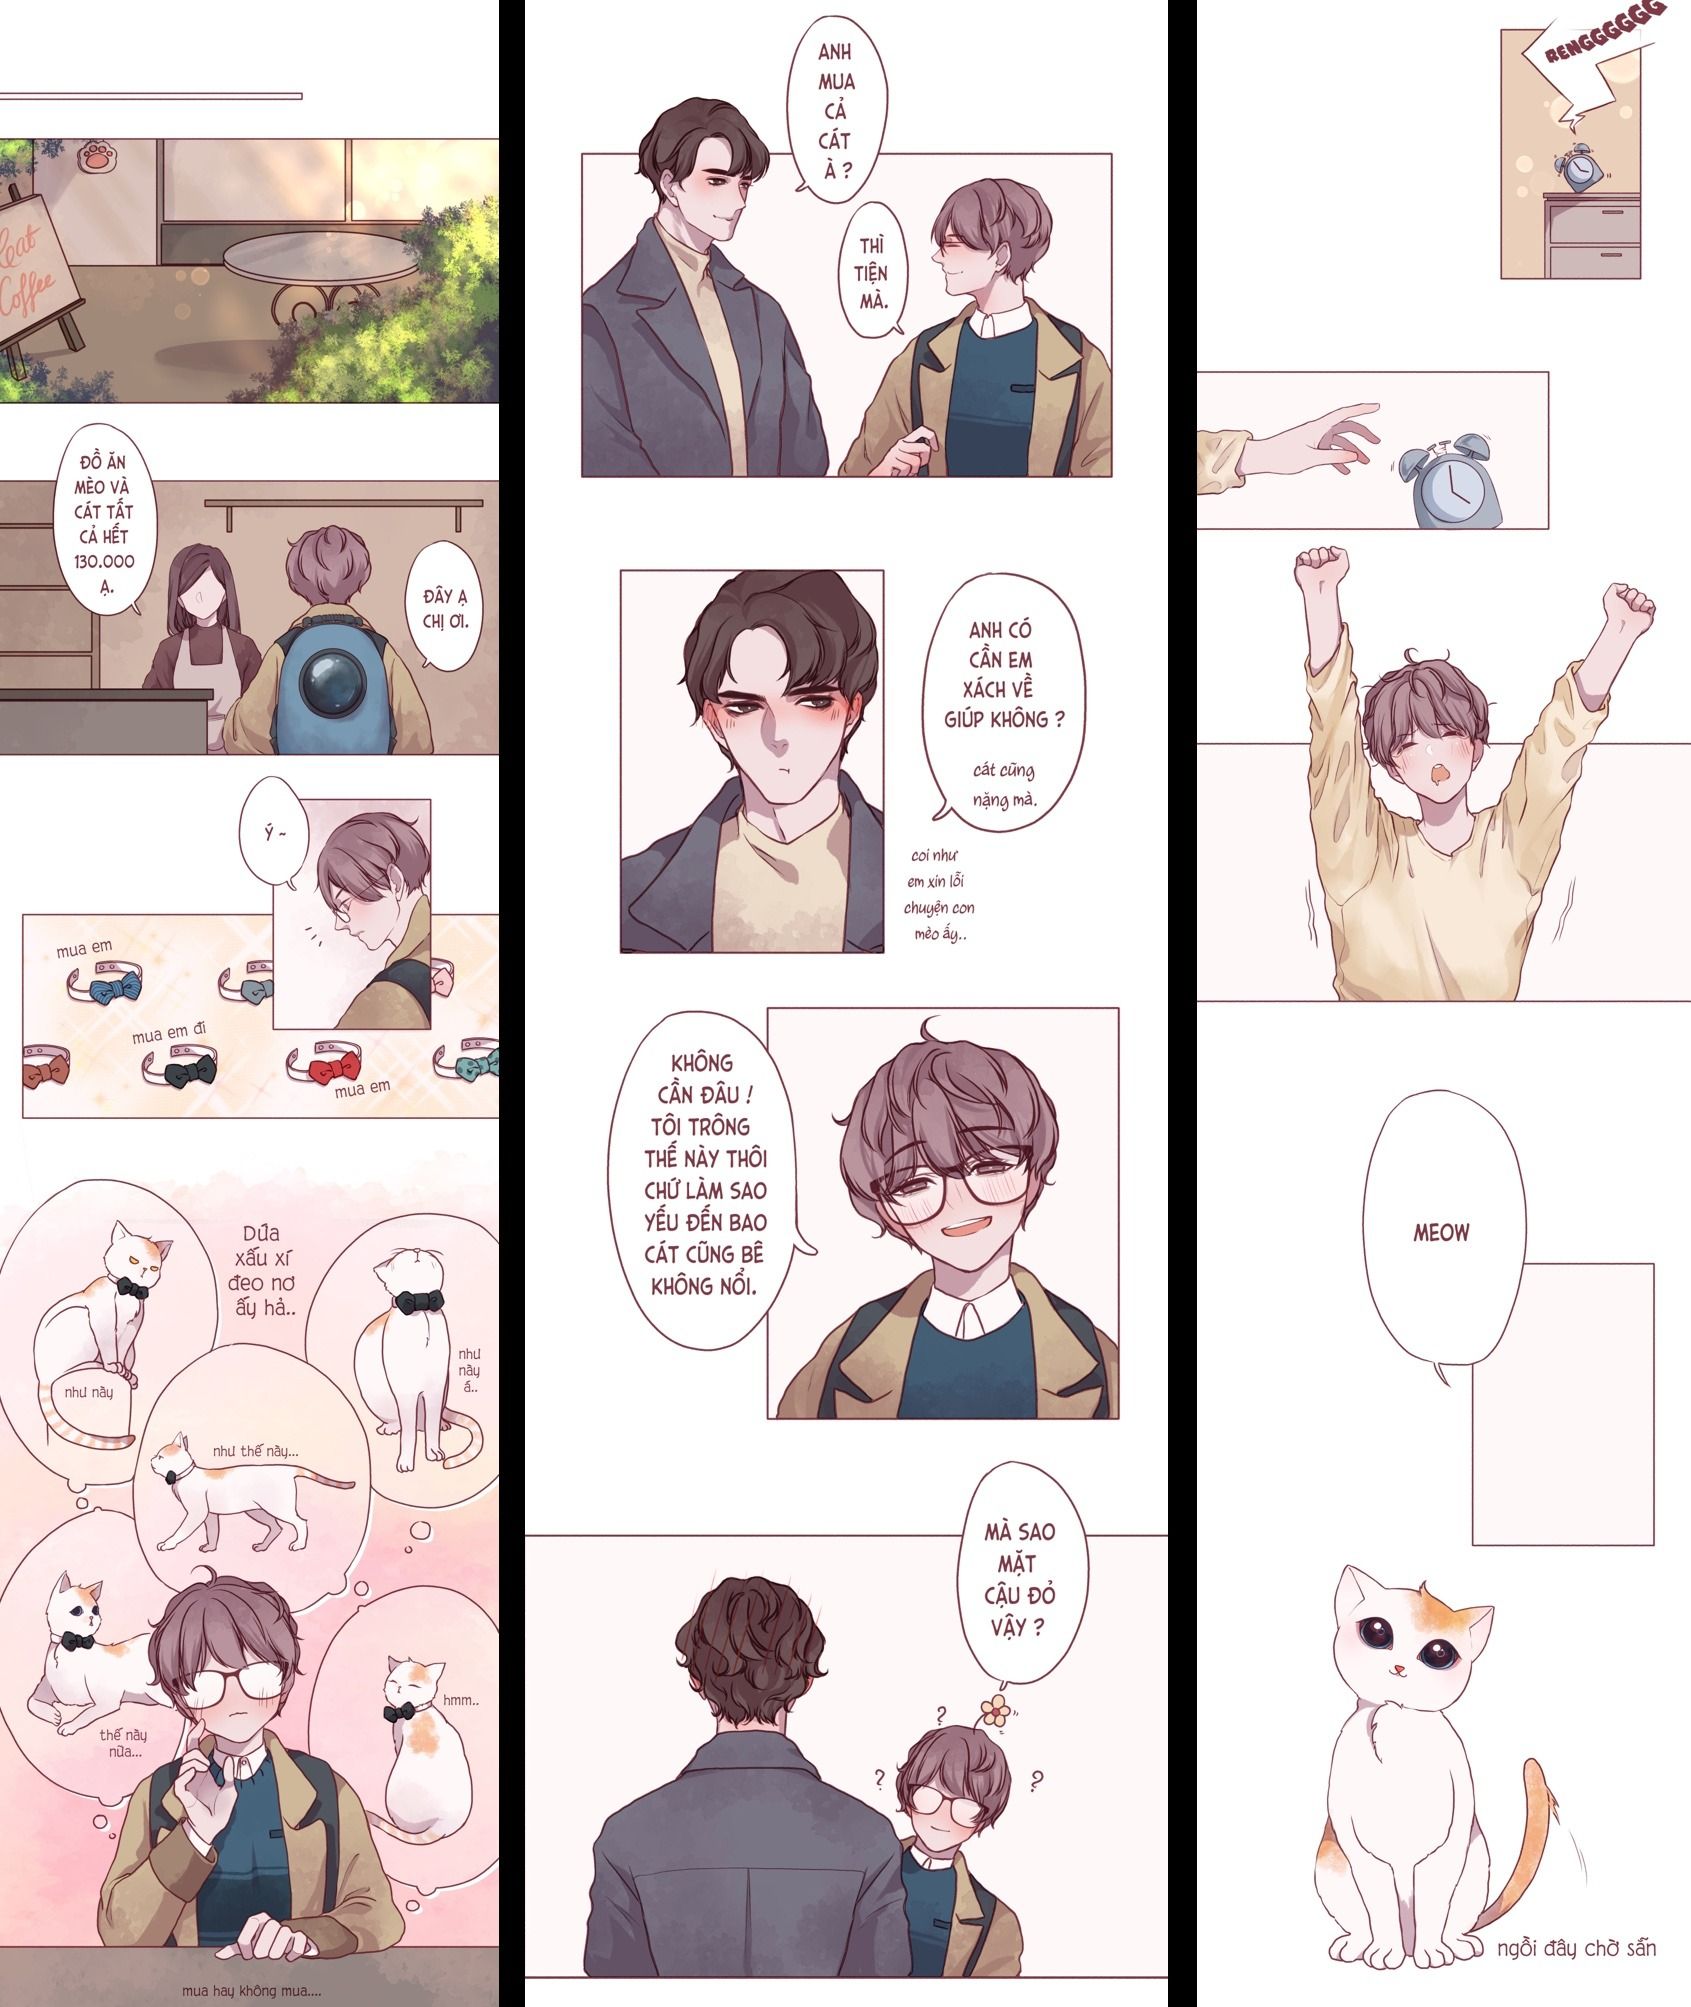 Cat
Coffee
ĐỒ ĂN
MÈO VÀ
CÁT TẤT
CẢ HẾT
130.000
Ạ.
ĐÂY Ạ
CHỊ ƠI.
Ý ~
mua em
mua em đi
mua em
Dứa
xấu xí
đeo nơ
ấy hả..
như này
như
này
á..
như thế này...
thế này
nữa...
hmm..
mua hay không mua....
ANH
MUA
CẢ
CÁT
À ?
THÌ
TIỆN
MÀ.
ANH CÓ
CẦN EM
XÁCH VỀ
GIÚP KHÔNG ?
cát cũng
nặng mà.
coi như
em xin lỗi
chuyện con
mèo ấy..
KHÔNG
CẦN ĐÂU !
TÔI TRÔNG
THẾ NÀY THÔI
CHỨ LÀM SAO
YẾU ĐẾN BAO
CÁT CŨNG BÊ
KHÔNG NỔI.
MÀ SAO
MẶT
CẬU ĐỎ
VẬY ?
?
?
?
RENGGGGGG
MEOW
ngồi đây chờ sẵn